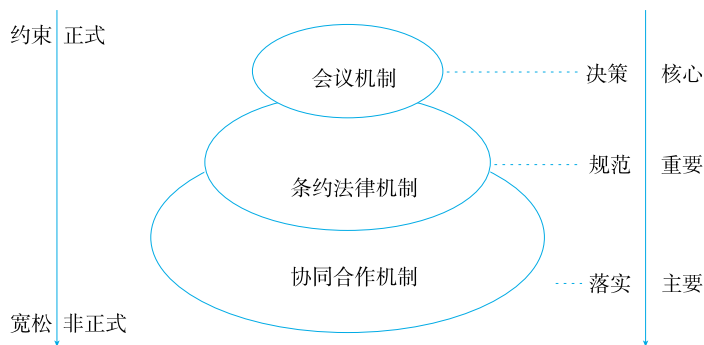 约束 正式
会议机制
决策 核心
条约法律机制
规范 重要
协同合作机制
落实 主要
宽松 非正式